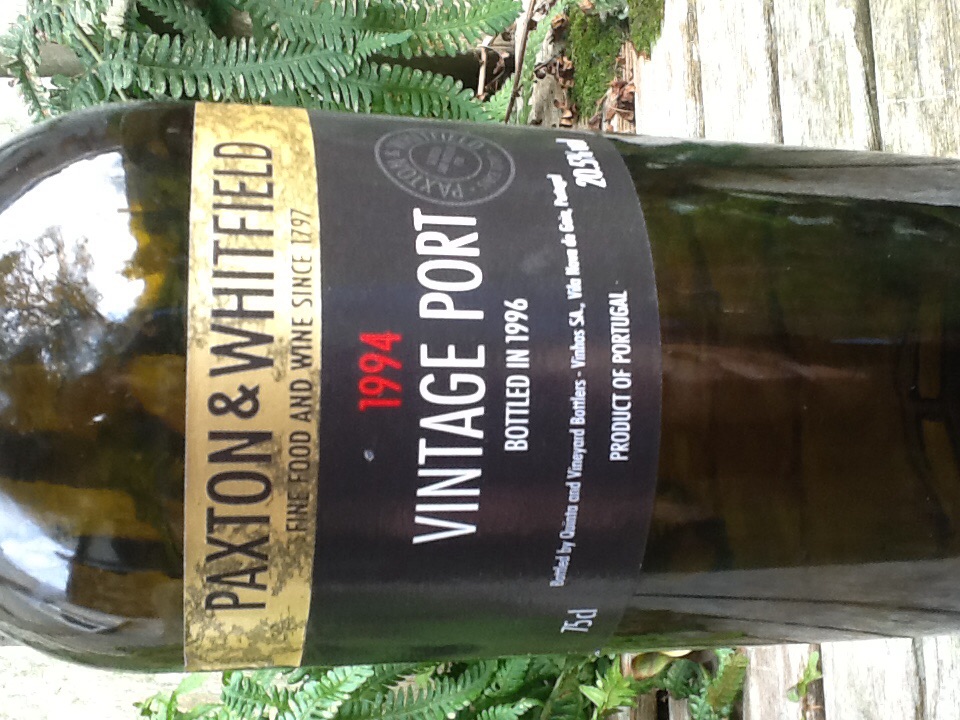 PAXTON & WHITFIELD
FINE FOOD AND WINE SINCE 1797
PAXTON &
1994
VINTAGE PORT
BOTTLED IN 1996
Bottled by Quinta and Vineyard Bottlers - Vinhos SA., Vila Nova de Gaia, Portugal
75cl
20.5%
PRODUCT OF PORTUGAL